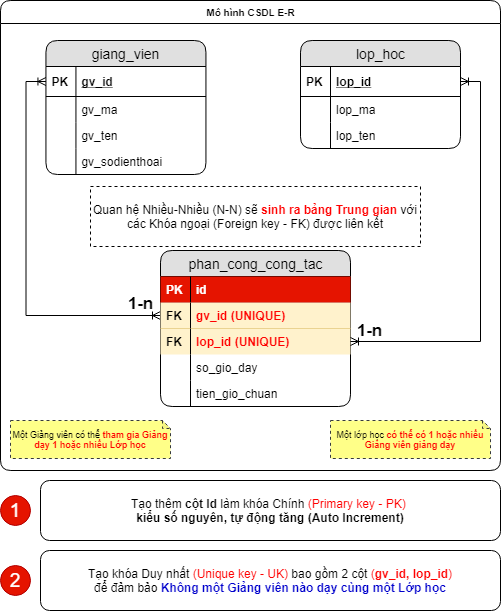 Mô hình CSDL E-R
giang_vien
PK gv_id
gv_ma
gv_ten
gv_sodienthoai
lop_hoc
PK lop_id
lop_ma
lop_ten
Quan hệ Nhiều-Nhiều (N-N) sẽ sinh ra bảng Trung gian với
các Khóa ngoại (Foreign key - FK) được liên kết
phan_cong_cong_tac
PK id
FK gv_id (UNIQUE)
FK lop_id (UNIQUE)
so_gio_day
tien_gio_chuan
1-n
1-n
Một Giảng viên có thể tham gia Giảng
dạy 1 hoặc nhiều Lớp học
Một lớp học có thể có 1 hoặc nhiều
Giảng viên giảng dạy
1
Tạo thêm cột Id làm khóa Chính (Primary key - PK)
kiểu số nguyên, tự động tăng (Auto Increment)
2
Tạo khóa Duy nhất (Unique key - UK) bao gồm 2 cột (gv_id, lop_id)
để đảm bảo Không một Giảng viên nào dạy cùng một Lớp học